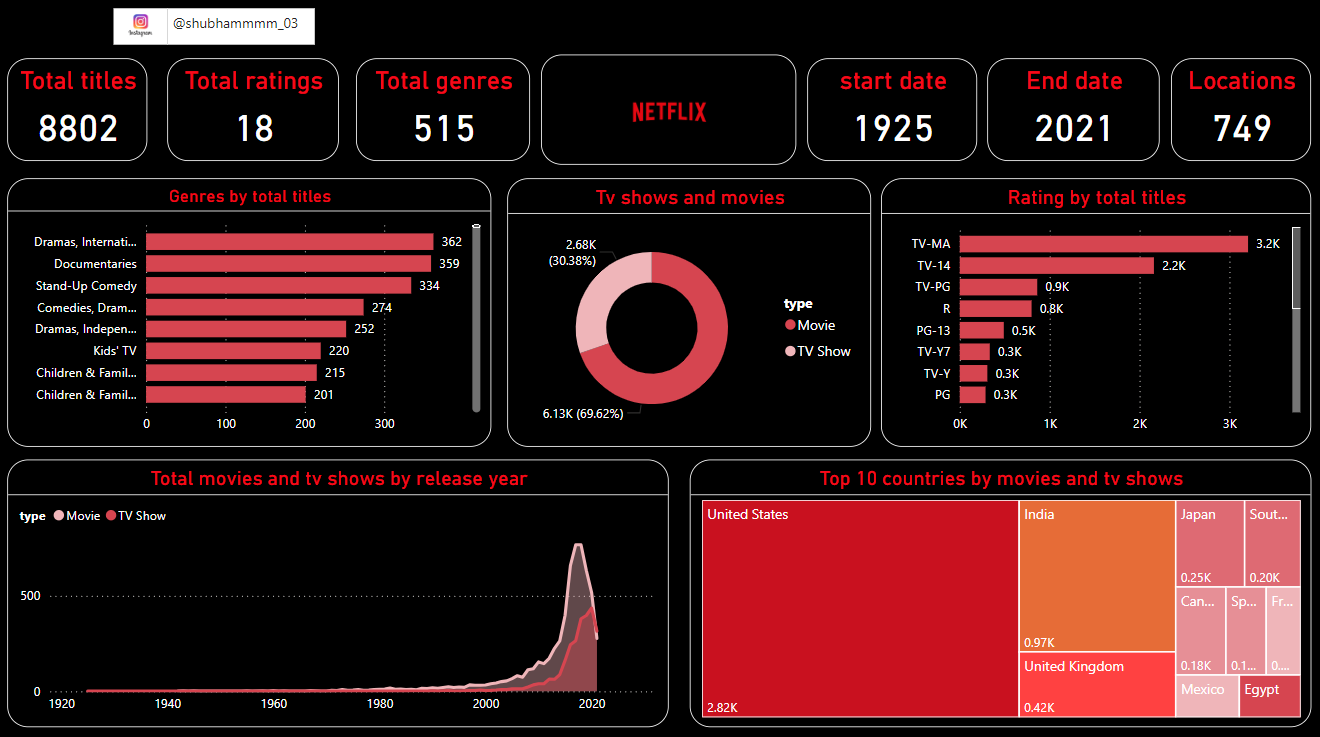 Instagram
@shubhammmm_03
Total titles
8802
Total ratings
18
Total genres
515
NETFLIX
start date
1925
End date
2021
Locations
749
Genres by total titles
Dramas, Internati... 362
Documentaries 359
Stand-Up Comedy 334
Comedies, Dram... 274
Dramas, Indepen... 252
Kids' TV 220
Children & Famil... 215
Children & Famil... 201
0 100 200 300
Tv shows and movies
2.68K
(30.38%)
6.13K (69.62%)
type
Movie
TV Show
Rating by total titles
TV-MA 3.2K
TV-14 2.2K
TV-PG 0.9K
R 0.8K
PG-13 0.5K
TV-Y7 0.3K
TV-Y 0.3K
PG 0.3K
0K 1K 2K 3K
Total movies and tv shows by release year
type Movie TV Show
500
0
1920 1940 1960 1980 2000 2020
Top 10 countries by movies and tv shows
United States
2.82K
India
0.97K
United Kingdom
0.42K
Japan
0.25K
Sout...
0.20K
Can...
0.18K
Sp...
0.1...
Fr...
0....
Mexico
Egypt